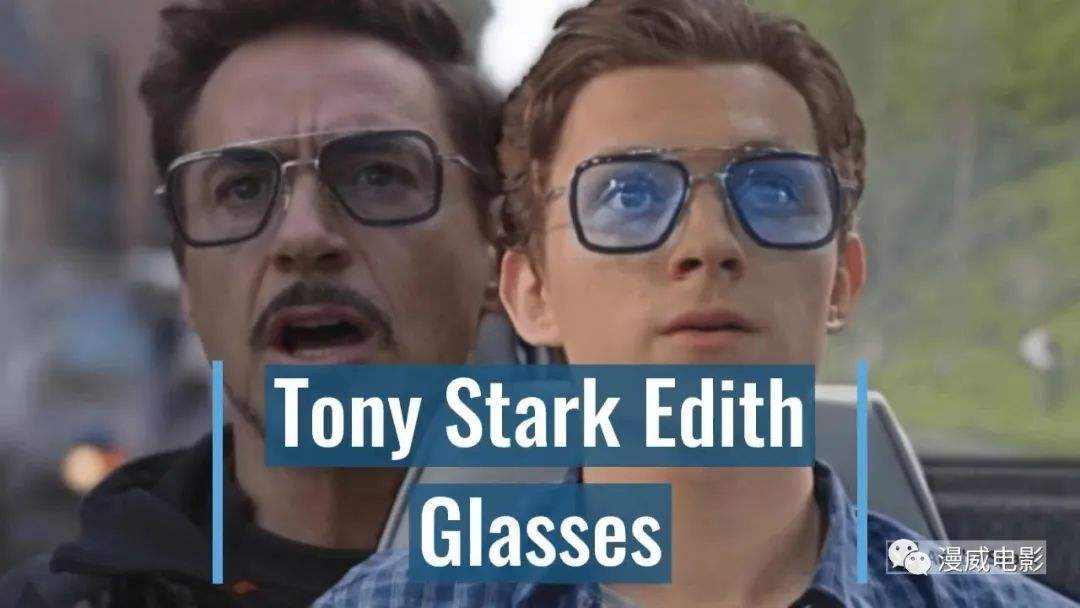 Tony Stark Edith
Glasses
漫威电影